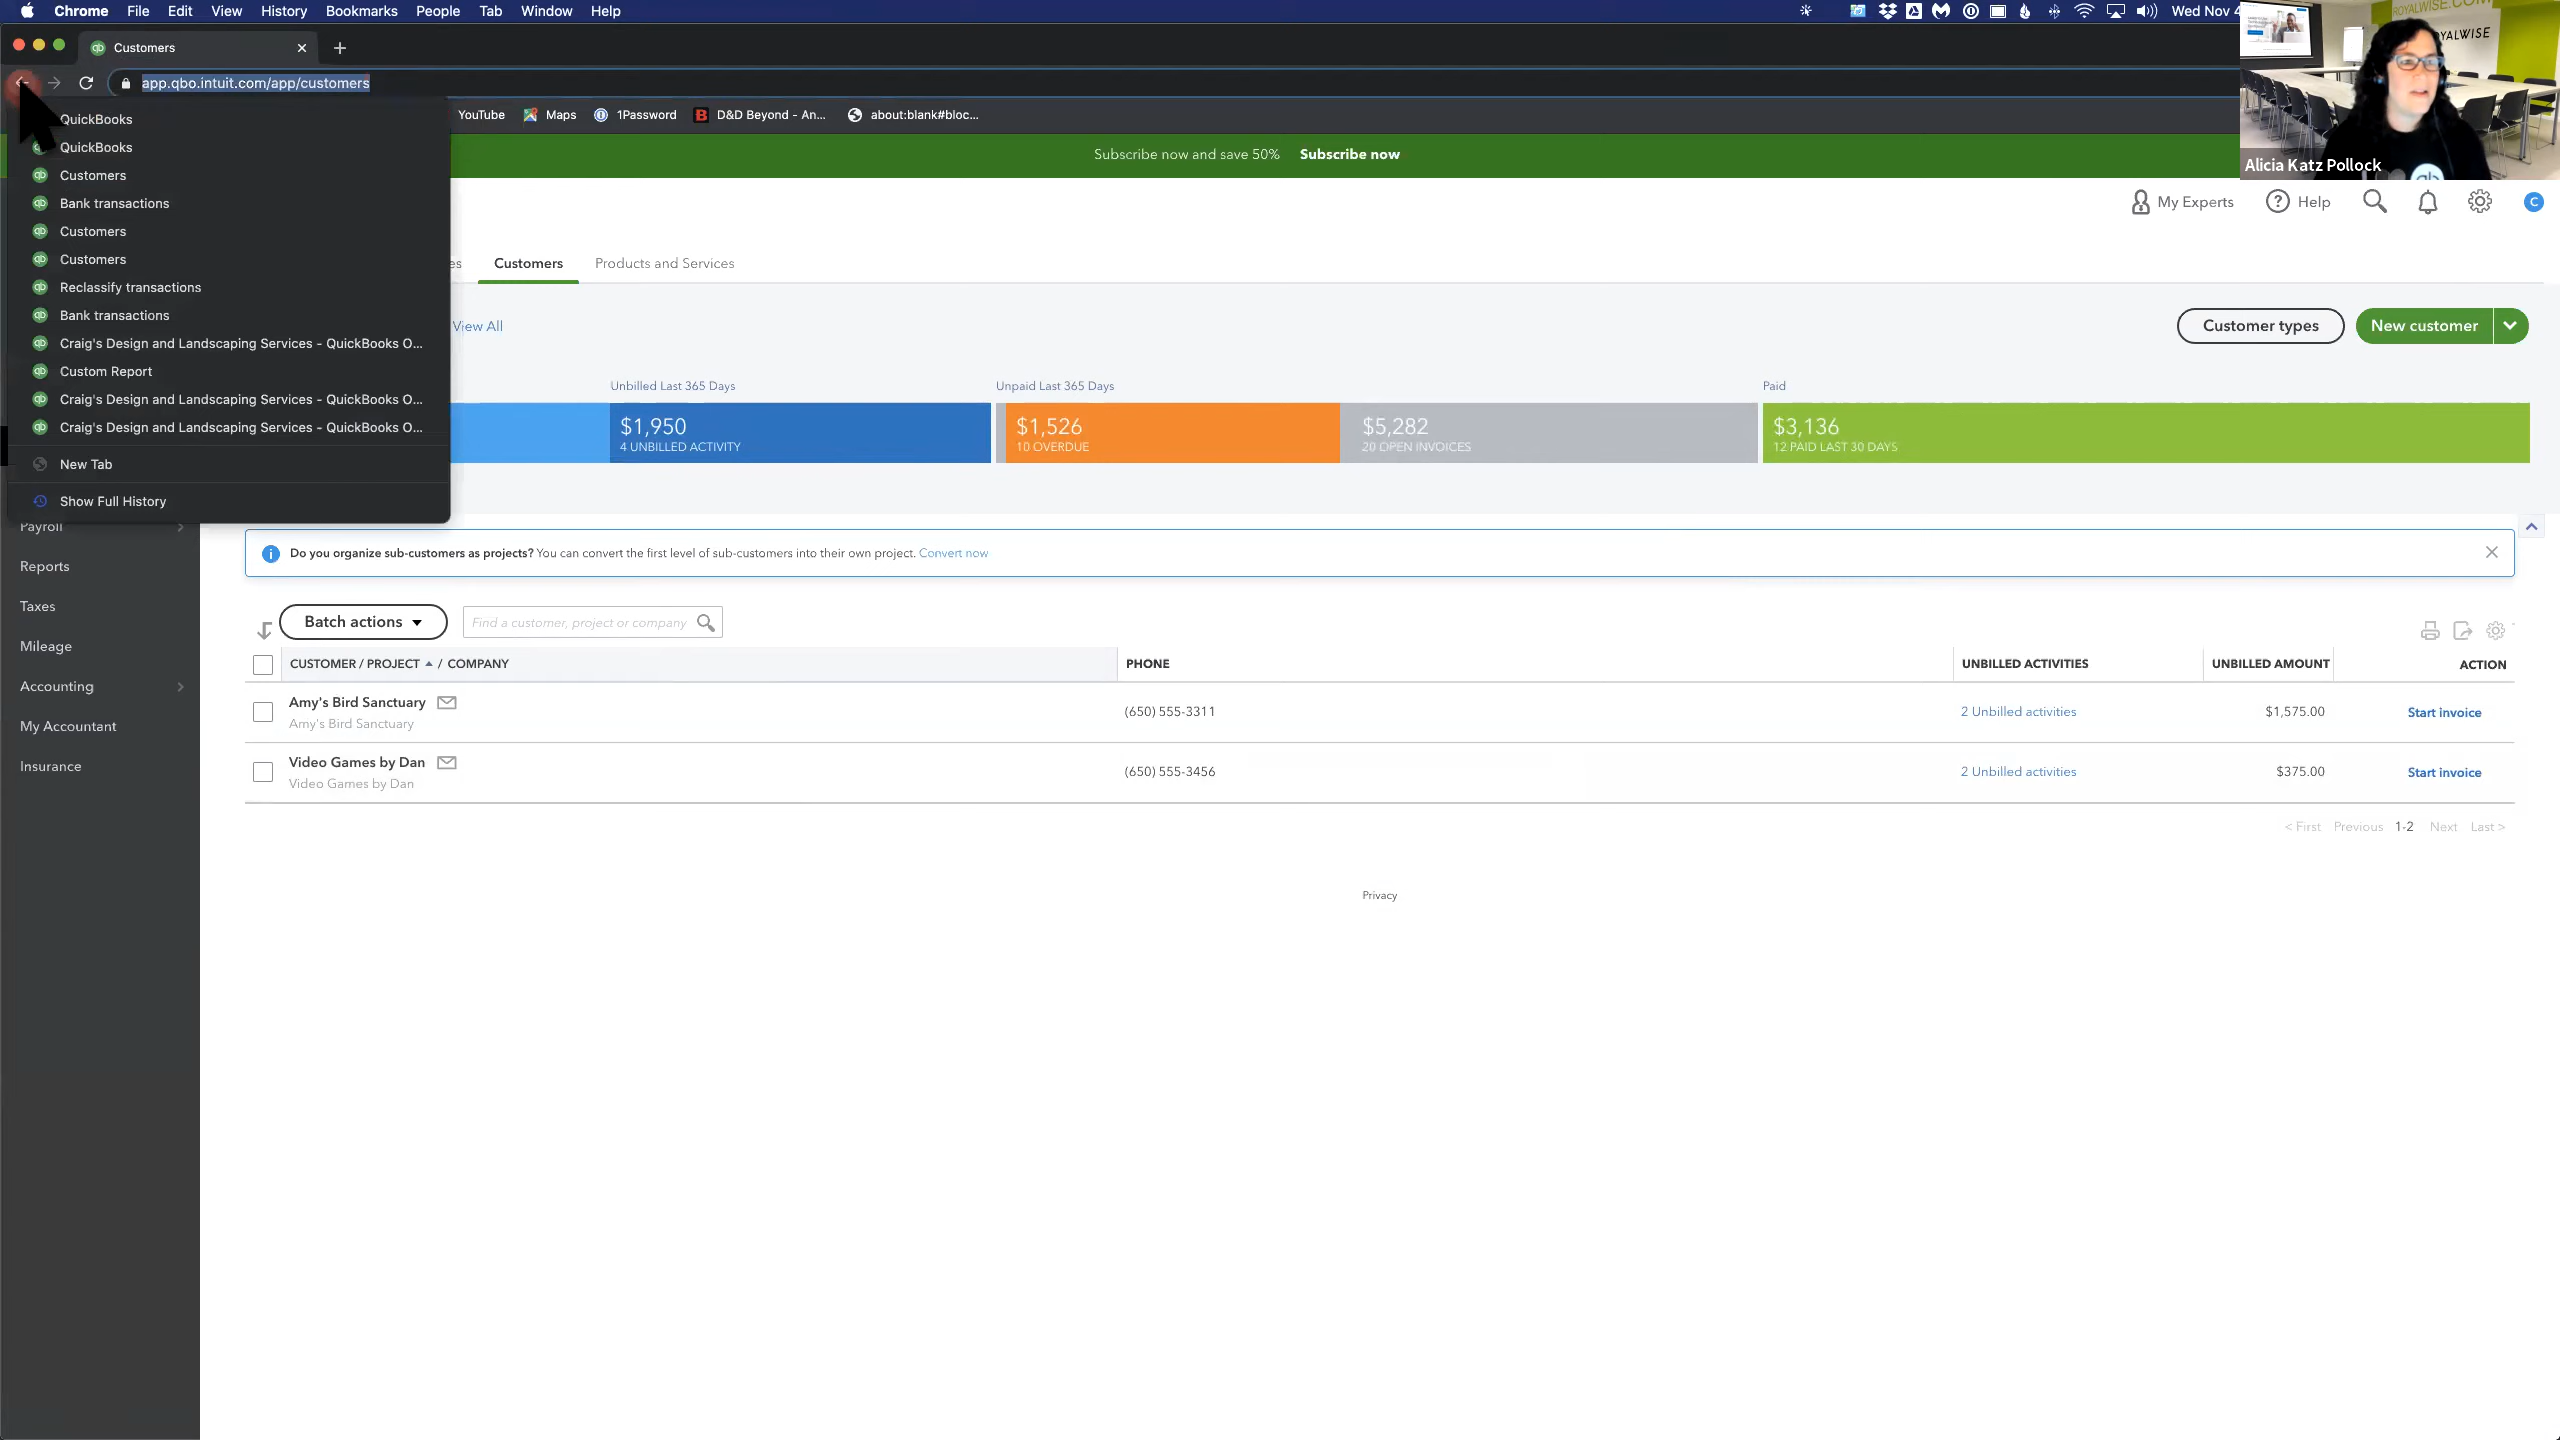 Chrome File Edit View History Bookmarks People Tab Window Help
Wed Nov 4
ROYALWISE.COM
ROYALWISE
Alicia Katz Pollock
Customers
app.qbo.intuit.com/app/customers
YouTube Maps 1Password D&D Beyond - An... about:blank#bloc...
QuickBooks
QuickBooks
Customers
Bank transactions
Customers
Customers
Reclassify transactions
Bank transactions
Craig's Design and Landscaping Services - QuickBooks O...
Custom Report
Craig's Design and Landscaping Services - QuickBooks O...
Craig's Design and Landscaping Services - QuickBooks O...
New Tab
Show Full History
Subscribe now and save 50% Subscribe now
My Experts Help C
es Customers Products and Services
View All
Customer types New customer
Unbilled Last 365 Days Unpaid Last 365 Days Paid
$1,950 $1,526 $5,282 $3,136
4 UNBILLED ACTIVITY 10 OVERDUE 20 OPEN INVOICES 12 PAID LAST 30 DAYS
Payroll
Reports
Taxes
Mileage
Accounting
My Accountant
Insurance
Do you organize sub-customers as projects? You can convert the first level of sub-customers into their own project. Convert now
Batch actions Find a customer, project or company
CUSTOMER / PROJECT / COMPANY PHONE UNBILLED ACTIVITIES UNBILLED AMOUNT ACTION
Amy's Bird Sanctuary (650) 555-3311 2 Unbilled activities $1,575.00 Start invoice
Amy's Bird Sanctuary
Video Games by Dan (650) 555-3456 2 Unbilled activities $375.00 Start invoice
Video Games by Dan
< First Previous 1-2 Next Last >
Privacy